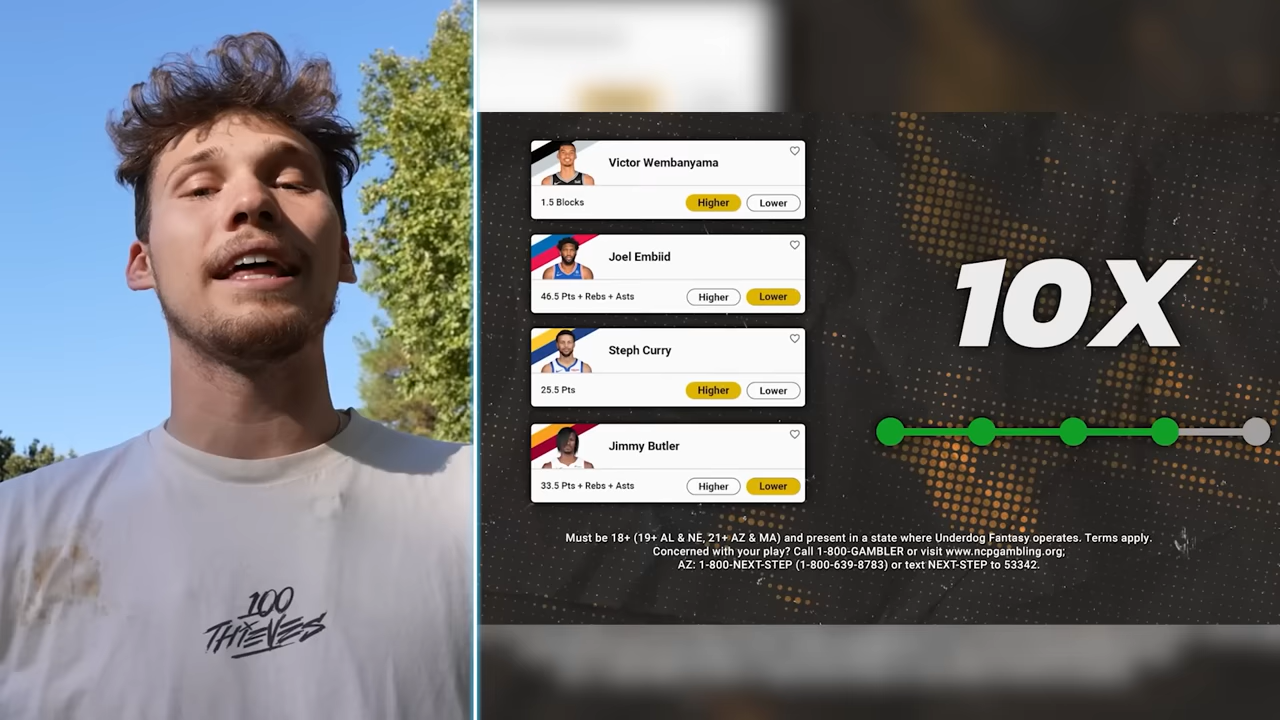 100
THIEVES
Victor Wembanyama
1.5 Blocks
Higher
Lower
Joel Embiid
46.5 Pts + Rebs + Asts
Higher
Lower
Steph Curry
25.5 Pts
Higher
Lower
Jimmy Butler
33.5 Pts + Rebs + Asts
Higher
Lower
10X
Must be 18+ (19+ AL & NE, 21+ AZ & MA) and present in a state where Underdog Fantasy operates. Terms apply.
Concerned with your play? Call 1-800-GAMBLER or visit www.ncpgambling.org;
AZ: 1-800-NEXT-STEP (1-800-639-8783) or text NEXT-STEP to 53342.